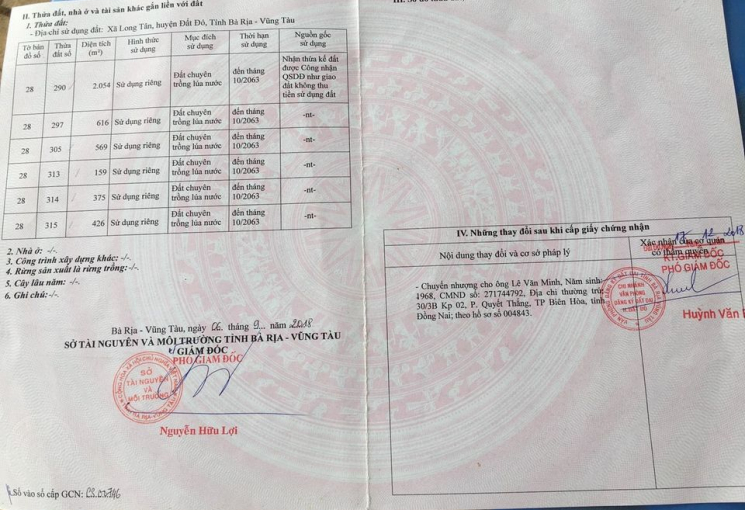 II. Thửa đất, nhà ở và tài sản khác gắn liền với đất
1. Thửa đất:
- Địa chỉ sử dụng đất: Xã Long Tân, huyện Đất Đỏ, Tỉnh Bà Rịa - Vũng Tàu
Tờ bản đồ số Thửa đất số Diện tích (m²) Hình thức sử dụng Mục đích sử dụng Thời hạn sử dụng Nguồn gốc sử dụng
28 290 2.054 Sử dụng riêng Đất chuyên trồng lúa nước đến tháng 10/2063 Nhận thừa kế đất được Công nhận QSDĐ như giao đất không thu tiền sử dụng đất
28 297 616 Sử dụng riêng Đất chuyên trồng lúa nước đến tháng 10/2063 -nt-
28 305 569 Sử dụng riêng Đất chuyên trồng lúa nước đến tháng 10/2063 -nt-
28 313 159 Sử dụng riêng Đất chuyên trồng lúa nước đến tháng 10/2063 -nt-
28 314 375 Sử dụng riêng Đất chuyên trồng lúa nước đến tháng 10/2063 -nt-
28 315 426 Sử dụng riêng Đất chuyên trồng lúa nước đến tháng 10/2063 -nt-
2. Nhà ở: -/-.
3. Công trình xây dựng khác: -/-.
4. Rừng sản xuất là rừng trồng: -/-.
5. Cây lâu năm: -/-.
6. Ghi chú: -/-.
Bà Rịa - Vũng Tàu, ngày 06 tháng 9 năm 2018
SỞ TÀI NGUYÊN VÀ MÔI TRƯỜNG TỈNH BÀ RỊA - VŨNG TÀU
GIÁM ĐỐC
PHÓ GIÁM ĐỐC
SỞ
TÀI NGUYÊN
VÀ
MÔI TRƯỜNG
Nguyễn Hữu Lợi
Số vào sổ cấp GCN:
IV. Những thay đổi sau khi cấp giấy chứng nhận
Nội dung thay đổi và cơ sở pháp lý
Xác nhận của cơ quan
có thẩm quyền
KT.GIÁM ĐỐC
PHÓ GIÁM ĐỐC
- Chuyển nhượng cho ông Lê Văn Minh, Năm sinh:
1968, CMND số: 271744792, Địa chỉ thường trú:
30/3B Kp 02, P. Quyết Thắng, TP Biên Hòa, tỉnh
Đồng Nai; theo hồ sơ 004843.
CHI NHÁNH
VĂN PHÒNG
ĐĂNG KÝ ĐẤT ĐAI
Huỳnh Văn